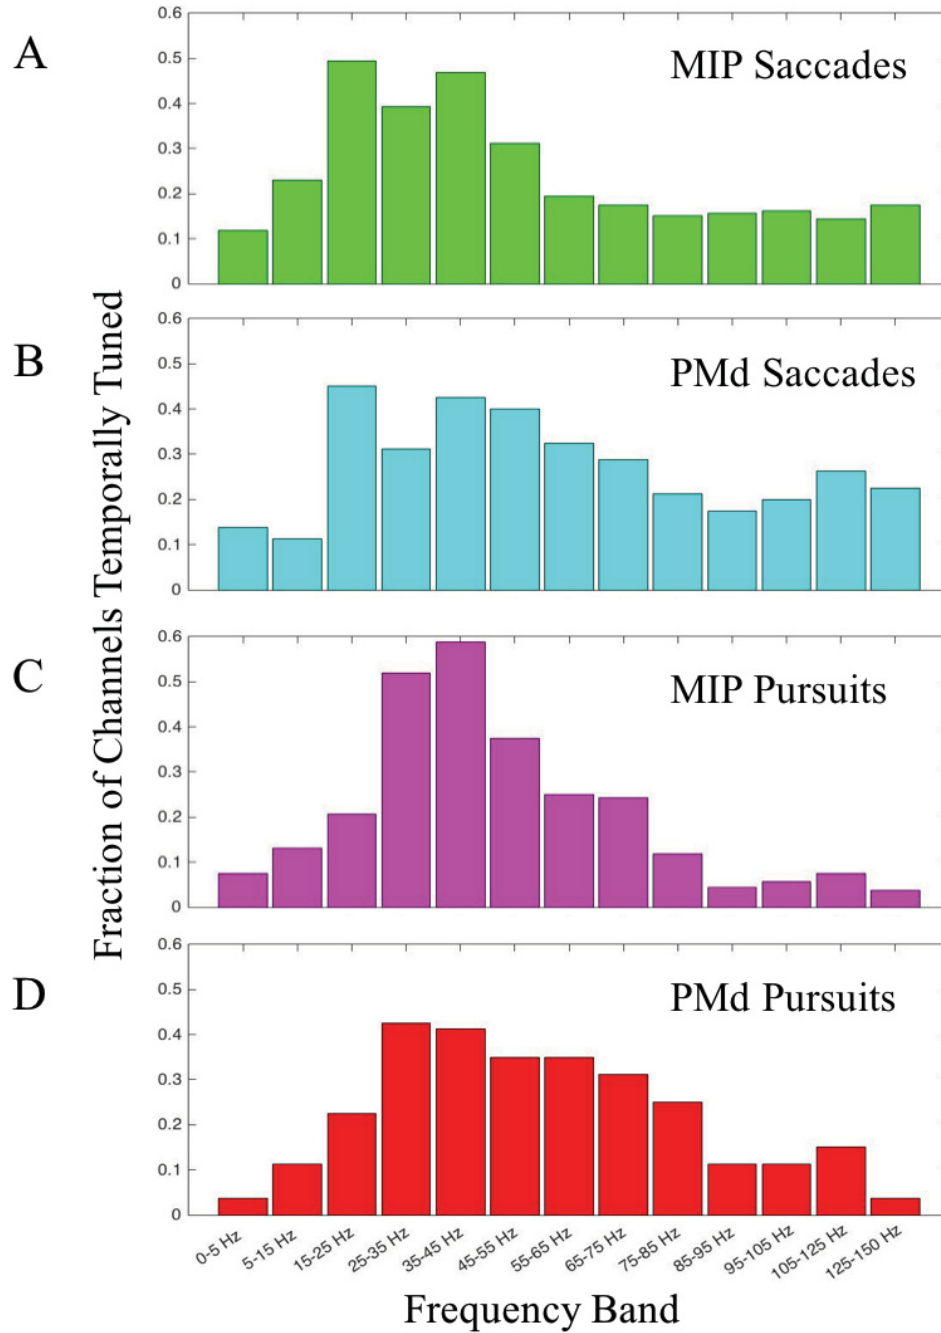 A
MIP Saccades
0.6
0.5
0.4
0.3
0.2
0.1
0
B
PMd Saccades
0.6
0.5
0.4
0.3
0.2
0.1
0
C
MIP Pursuits
0.6
0.5
0.4
0.3
0.2
0.1
0
D
PMd Pursuits
0.6
0.5
0.4
0.3
0.2
0.1
0
Fraction of Channels Temporally Tuned
0-5 Hz
5-15 Hz
15-25 Hz
25-35 Hz
35-45 Hz
45-55 Hz
55-65 Hz
65-75 Hz
75-85 Hz
85-95 Hz
95-105 Hz
105-125 Hz
125-150 Hz
Frequency Band